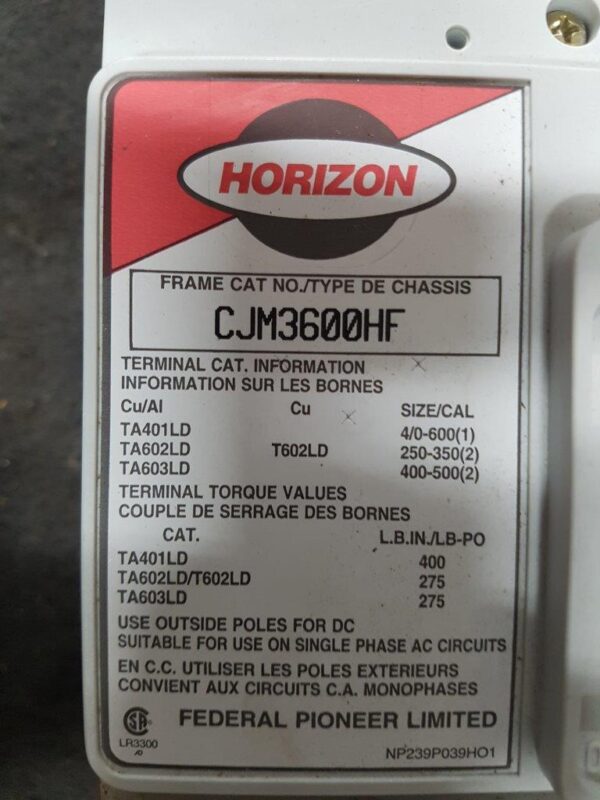 HORIZON
FRAME CAT NO./TYPE DE CHASSIS
CJM3600HF
TERMINAL CAT. INFORMATION
INFORMATION SUR LES BORNES
Cu/Al Cu SIZE/CAL
TA401LD 4/0-600(1)
TA602LD T602LD 250-350(2)
TA603LD 400-500(2)
TERMINAL TORQUE VALUES
COUPLE DE SERRAGE DES BORNES
CAT. L.B.IN./LB-PO
TA401LD 400
TA602LD/T602LD 275
TA603LD 275
USE OUTSIDE POLES FOR DC
SUITABLE FOR USE ON SINGLE PHASE AC CIRCUITS
EN C.C. UTILISER LES POLES EXTERIEURS
CONVIENT AUX CIRCUITS C.A. MONOPHASES
SA FEDERAL PIONEER LIMITED
LR3300
NP239P039HO1